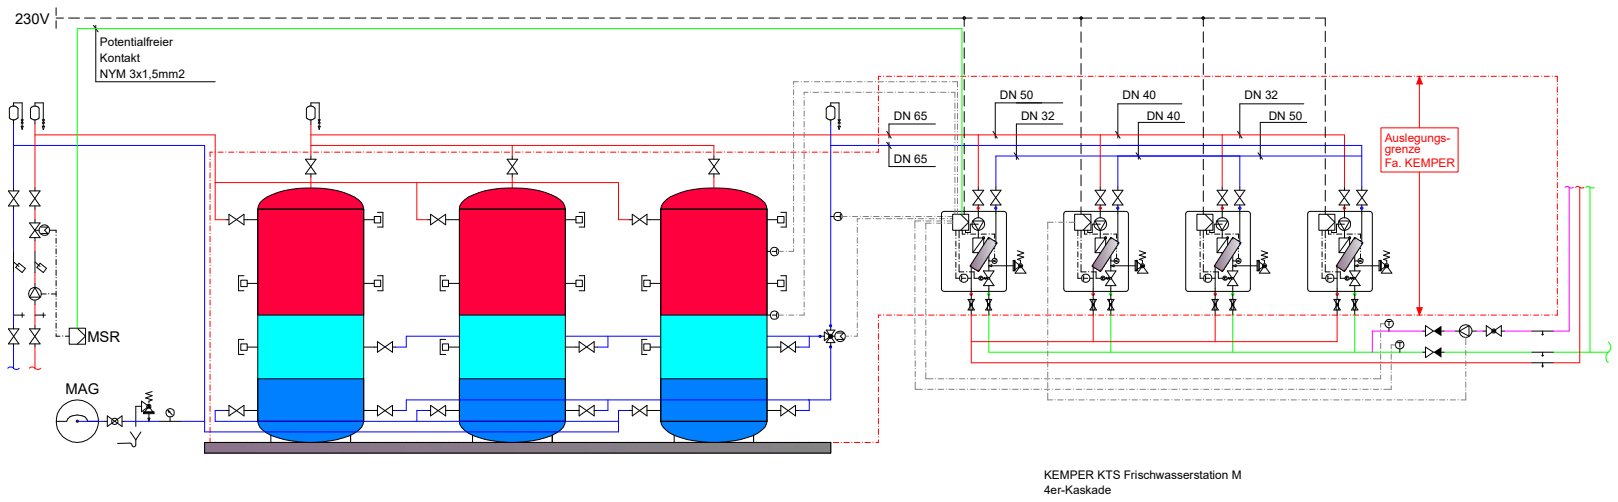 230V
Potentialfreier
Kontakt
NYM 3x1,5mm2
DN 65
DN 65
DN 50
DN 32
DN 40
DN 40
DN 32
DN 50
Auslegungs-
grenze
Fa. KEMPER
MSR
MAG
KEMPER KTS Frischwasserstation M
4er-Kaskade